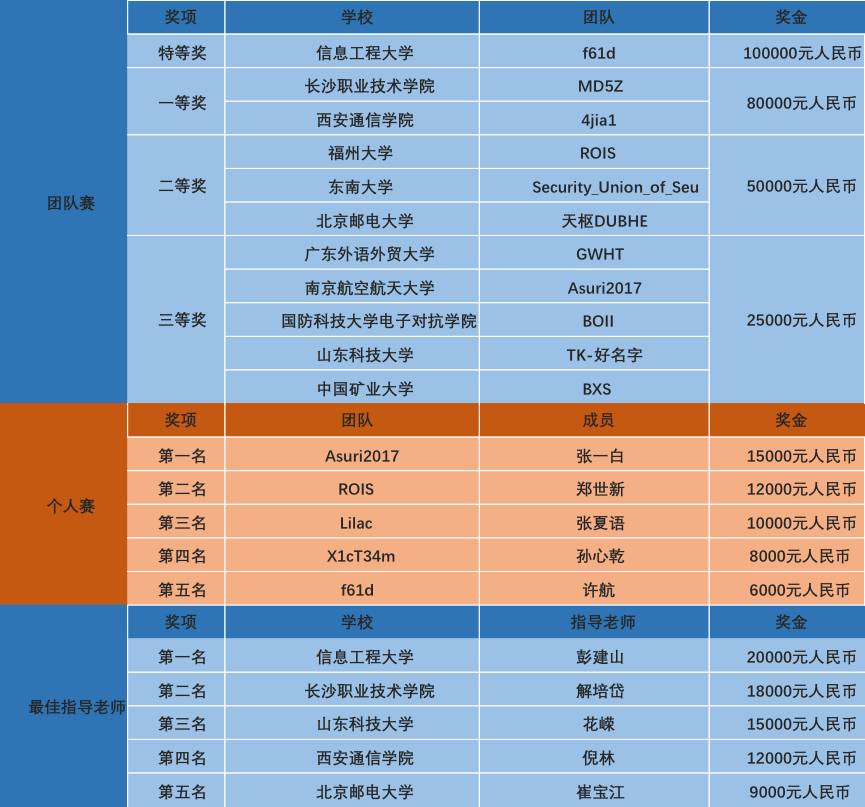 奖项 学校 团队 奖金
特等奖 信息工程大学 f61d 100000元人民币
长沙职业技术学院 MD5Z
一等奖 80000元人民币
西安通信学院 4jia1
福州大学 ROIS
二等奖 东南大学 Security_Union_of_Seu 50000元人民币
团队赛
北京邮电大学 天枢DUBHE
广东外语外贸大学 GWHT
南京航空航天大学 Asuri2017
三等奖 国防科技大学电子对抗学院 BOII 25000元人民币
山东科技大学 TK-好名字
中国矿业大学 BXS
奖项 团队 成员 奖金
第一名 Asuri2017 张一白 15000元人民币
第二名 ROIS 郑世新 12000元人民币
个人赛
第三名 Lilac 张夏语 10000元人民币
第四名 X1cT34m 孙心乾 8000元人民币
第五名 f61d 许航 6000元人民币
奖项 学校 指导老师 奖金
第一名 信息工程大学 彭建山 20000元人民币
第二名 长沙职业技术学院 解培岱 18000元人民币
最佳指导老师
第三名 山东科技大学 花嵘 15000元人民币
第四名 西安通信学院 倪林 12000元人民币
第五名 北京邮电大学 崔宝江 9000元人民币